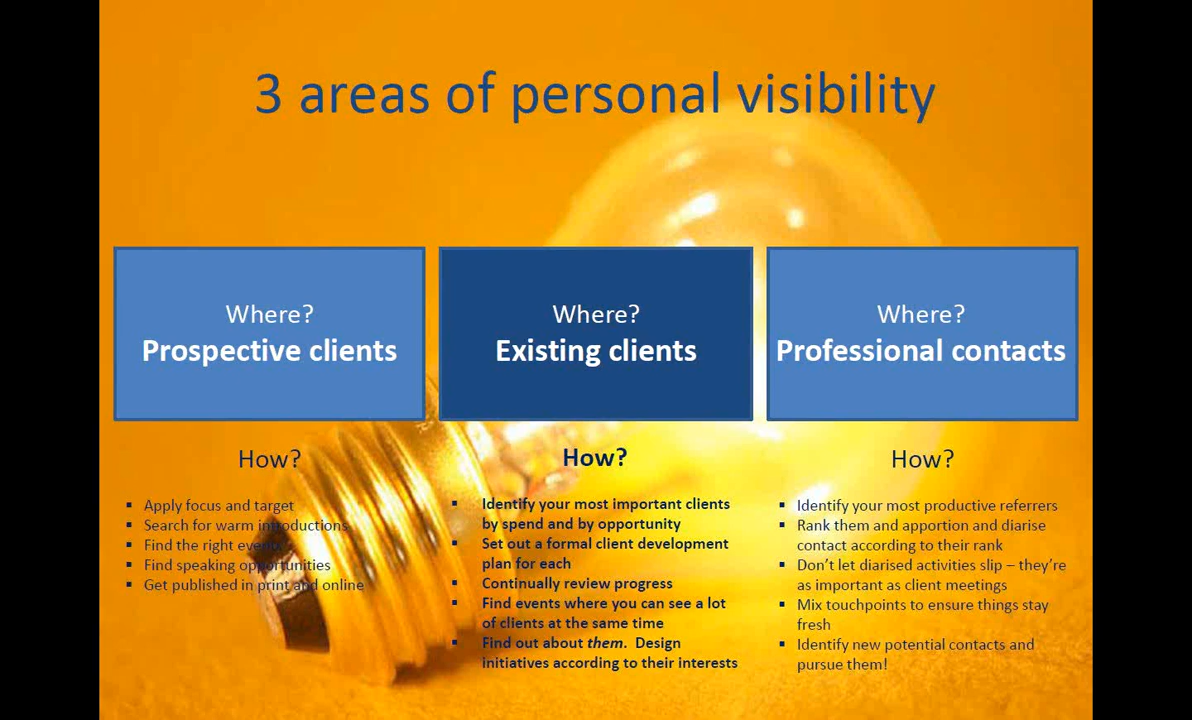 3 areas of personal visibility
Where?
Prospective clients
Where?
Existing clients
Where?
Professional contacts
How?
▪ Apply focus and target
▪ Search for warm introductions
▪ Find the right events
▪ Find speaking opportunities
▪ Get published in print and online
How?
▪ Identify your most important clients
by spend and by opportunity
▪ Set out a formal client development
plan for each
▪ Continually review progress
▪ Find events where you can see a lot
of clients at the same time
▪ Find out about them. Design
initiatives according to their interests
How?
▪ Identify your most productive referrers
▪ Rank them and apportion and diarise
contact according to their rank
▪ Don’t let diarised activities slip – they’re
as important as client meetings
▪ Mix touchpoints to ensure things stay
fresh
▪ Identify new potential contacts and
pursue them!